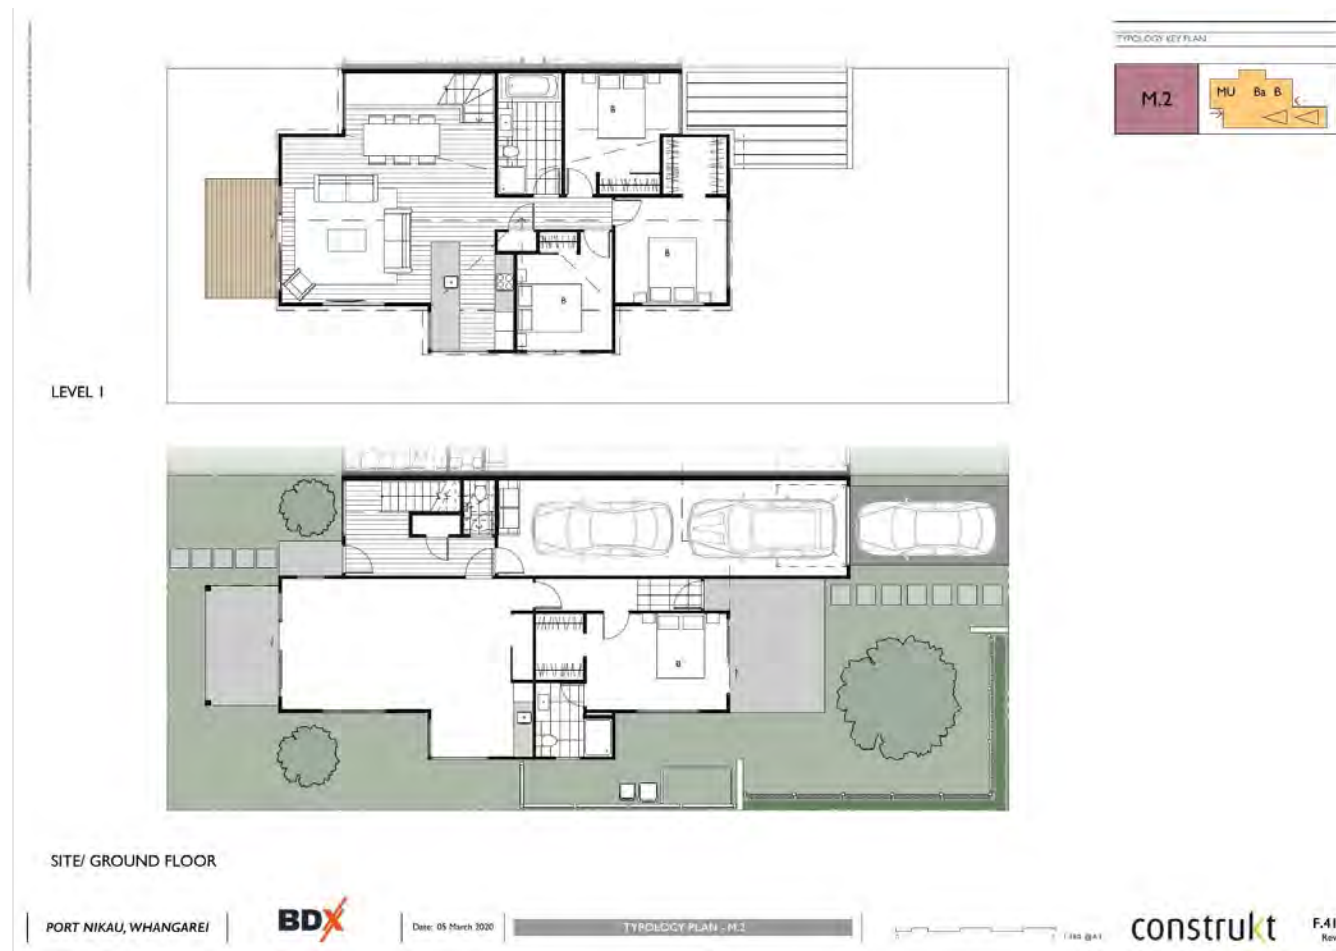 TYPOLOGY KEY PLAN
M.2
MU Ba B
B
B
B
LEVEL 1
B
SITE/ GROUND FLOOR
PORT NIKAU, WHANGAREI
BDX
Date: 05 March 2020
TYPOLOGY PLAN - M.2
construkt